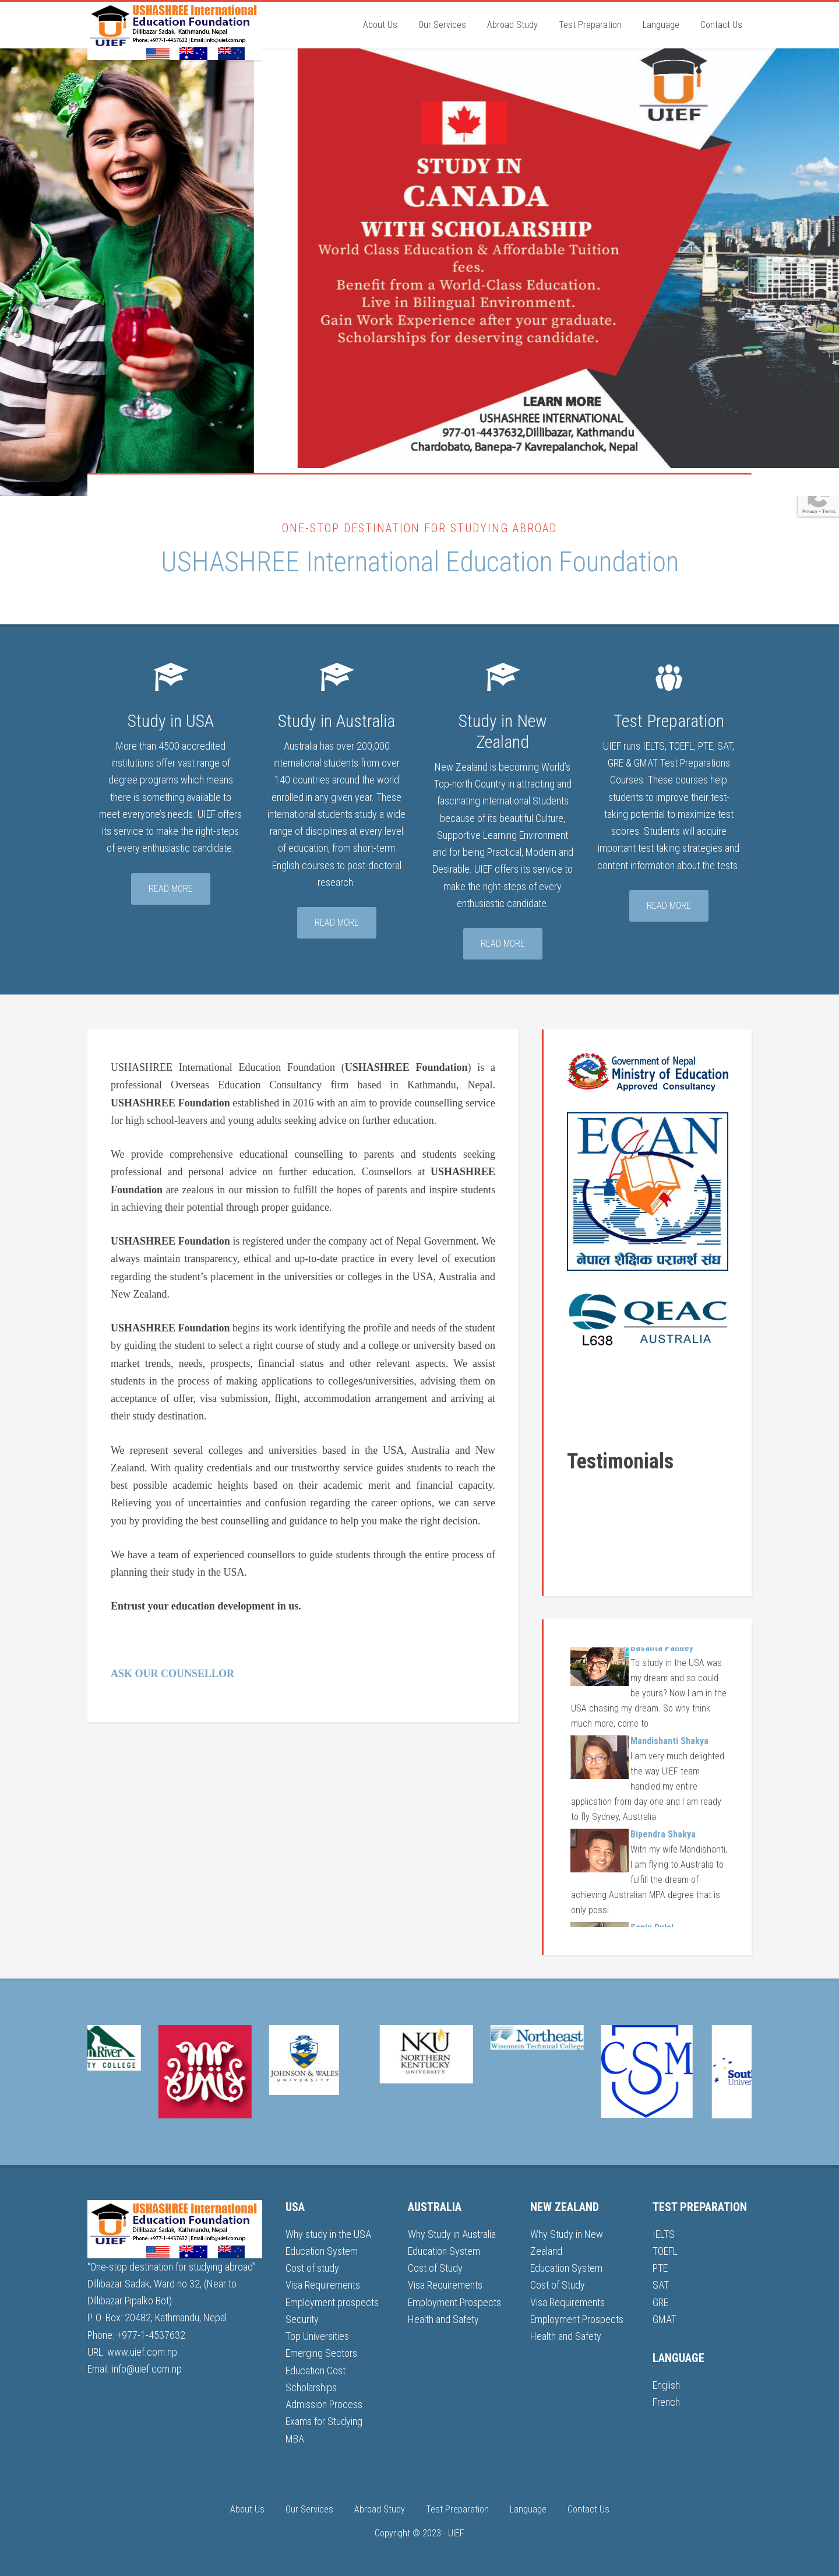 USHASHREE International
Education Foundation
Dillibazar Sadak, Kathmandu, Nepal
Phone: +977-1-4437632 | Email: info@uief.com.np
UIEF
About Us
Our Services
Abroad Study
Test Preparation
Language
Contact Us
UIEF
STUDY IN
CANADA
WITH SCHOLARSHIP
World Class Education & Affordable Tuition
fees.
Benefit from a World-Class Education.
Live in Bilingual Environment.
Gain Work Experience after your graduate.
Scholarships for deserving candidate.
LEARN MORE
USHASHREE INTERNATIONAL
977-01-4437632,Dillibazar, Kathmandu
Chardobato, Banepa-7 Kavrepalanchok, Nepal
Privacy - Terms
ONE-STOP DESTINATION FOR STUDYING ABROAD
USHASHREE International Education Foundation
Study in USA
More than 4500 accredited
institutions offer vast range of
degree programs which means
there is something available to
meet everyone's needs. UIEF offers
its service to make the right-steps
of every enthusiastic candidate.
READ MORE
Study in Australia
Australia has over 200,000
international students from over
140 countries around the world
enrolled in any given year. These
international students study a wide
range of disciplines at every level
of education, from short-term
English courses to post-doctoral
research.
READ MORE
Study in New
Zealand
New Zealand is becoming World's
Top-north Country in attracting and
fascinating international Students
because of its beautiful Culture,
Supportive Learning Environment
and for being Practical, Modern and
Desirable. UIEF offers its service to
make the right-steps of every
enthusiastic candidate.
READ MORE
Test Preparation
UIEF runs IELTS, TOEFL, PTE, SAT,
GRE & GMAT Test Preparations
Courses. These courses help
students to improve their test-
taking potential to maximize test
scores. Students will acquire
important test taking strategies and
content information about the tests.
READ MORE
USHASHREE International Education Foundation (USHASHREE Foundation) is a
professional Overseas Education Consultancy firm based in Kathmandu, Nepal.
USHASHREE Foundation established in 2016 with an aim to provide counselling service
for high school-leavers and young adults seeking advice on further education.
We provide comprehensive educational counselling to parents and students seeking
professional and personal advice on further education. Counsellors at USHASHREE
Foundation are zealous in our mission to fulfill the hopes of parents and inspire students
in achieving their potential through proper guidance.
USHASHREE Foundation is registered under the company act of Nepal Government. We
always maintain transparency, ethical and up-to-date practice in every level of execution
regarding the student's placement in the universities or colleges in the USA, Australia and
New Zealand.
USHASHREE Foundation begins its work identifying the profile and needs of the student
by guiding the student to select a right course of study and a college or university based on
market trends, needs, prospects, financial status and other relevant aspects. We assist
students in the process of making applications to colleges/universities, advising them on
acceptance of offer, visa submission, flight, accommodation arrangement and arriving at
their study destination.
We represent several colleges and universities based in the USA, Australia and New
Zealand. With quality credentials and our trustworthy service guides students to reach the
best possible academic heights based on their academic merit and financial capacity.
Relieving you of uncertainties and confusion regarding the career options, we can serve
you by providing the best counselling and guidance to help you make the right decision.
We have a team of experienced counsellors to guide students through the entire process of
planning their study in the USA.
Entrust your education development in us.
ASK OUR COUNSELLOR
Government of Nepal
Ministry of Education
Approved Consultancy
ECAN
नेपाल शैक्षिक परामर्श संघ
QEAC
L638 AUSTRALIA
Testimonials
Basanta Pandey
To study in the USA was
my dream and so could
be yours? Now I am in the
USA chasing my dream. So why think
much more, come to
Mandishanti Shakya
I am very much delighted
the way UIEF team
handled my entire
application from day one and I am ready
to fly Sydney, Australia
Bipendra Shakya
With my wife Mandishanti,
I am flying to Australia to
fulfill the dream of
achieving Australian MPA degree that is
only possi
River
TY COLLEGE
JOHNSON & WALES
UNIVERSITY
NKU
NORTHERN
KENTUCKY
UNIVERSITY
Northeast
Wisconsin Technical College
CSM
Sout
Univer
USHASHREE International
Education Foundation
Dillibazar Sadak, Kathmandu, Nepal
Phone: +977-1-4437632 | Email: info@uief.com.np
UIEF
"One-stop destination for studying abroad"
Dillibazar Sadak, Ward no 32, (Near to
Dillibazar Pipalko Bot)
P. O. Box: 20482, Kathmandu, Nepal
Phone: +977-1-4537632
URL: www.uief.com.np
Email: info@uief.com.np
USA
Why study in the USA
Education System
Cost of study
Visa Requirements
Employment prospects
Security
Top Universities
Emerging Sectors
Education Cost
Scholarships
Admission Process
Exams for Studying
MBA
AUSTRALIA
Why Study in Australia
Education System
Cost of Study
Visa Requirements
Employment Prospects
Health and Safety
NEW ZEALAND
Why Study in New
Zealand
Education System
Cost of Study
Visa Requirements
Employment Prospects
Health and Safety
TEST PREPARATION
IELTS
TOEFL
PTE
SAT
GRE
GMAT
LANGUAGE
English
French
About Us
Our Services
Abroad Study
Test Preparation
Language
Contact Us
Copyright © 2023 · UIEF